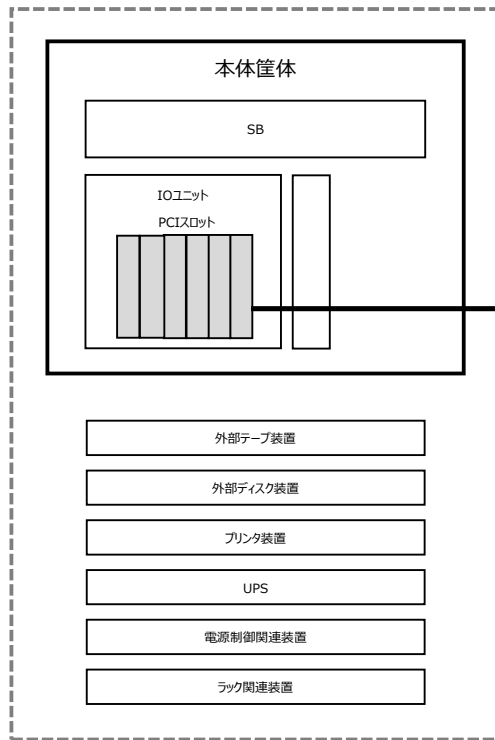 本体筐体
SB
IOユニット
PCIスロット
外部テープ装置
外部ディスク装置
プリンタ装置
UPS
電源制御関連装置
ラック関連装置